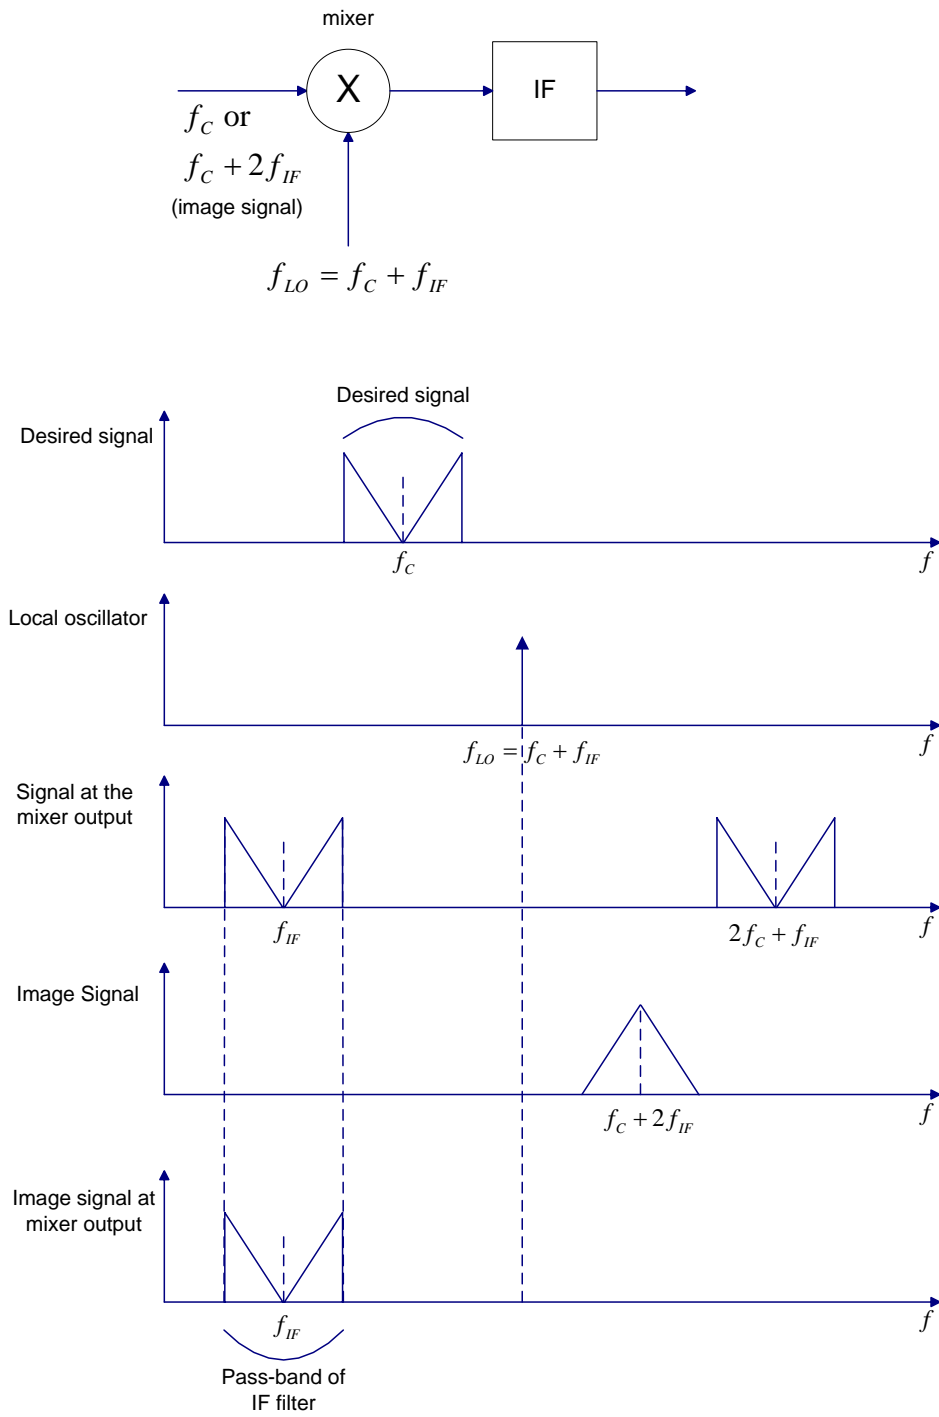 mixer
X
IF
f_C or
f_C + 2f_IF
(image signal)
f_LO = f_C + f_IF
Desired signal
Desired signal
f_C
f
Local oscillator
f_LO = f_C + f_IF
f
Signal at the
mixer output
f_IF
2f_C + f_IF
f
Image Signal
f_C + 2f_IF
f
Image signal at
mixer output
f_IF
f
Pass-band of
IF filter